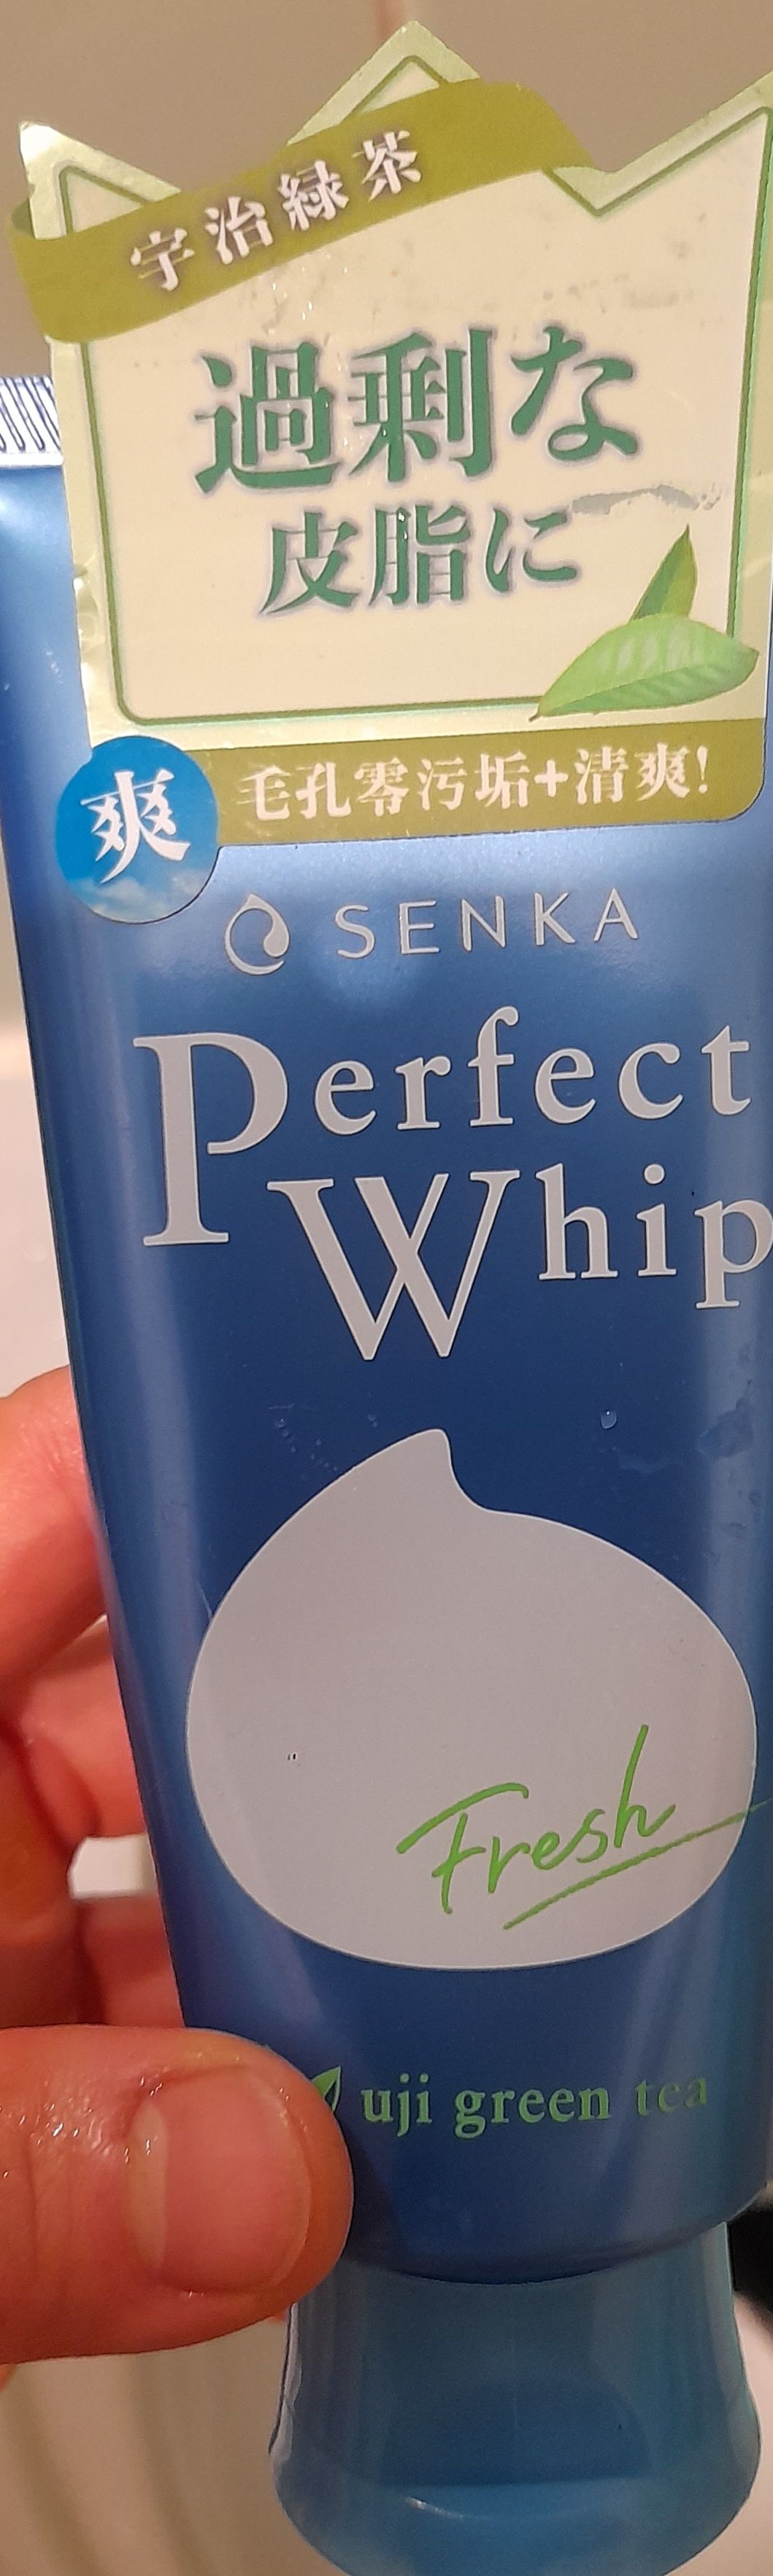 宇治緑茶
過剰な
皮脂に
爽
毛孔零污垢+清爽!
SENKA
Perfect
Whip
Fresh
uji green tea